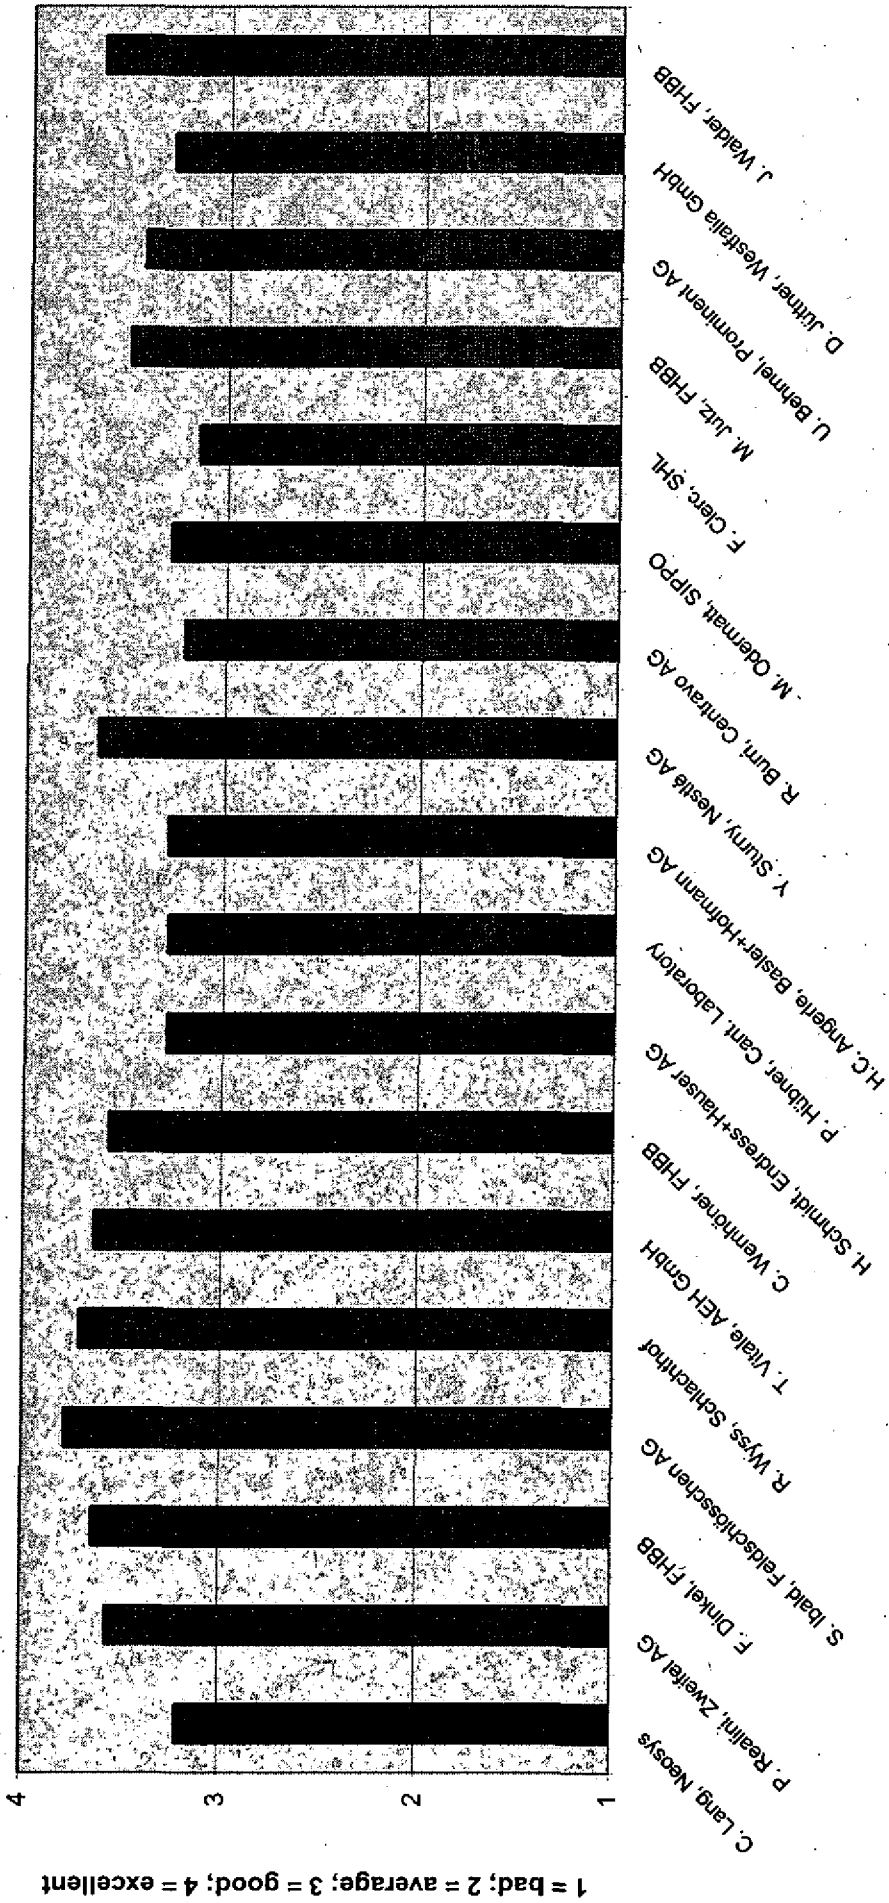 1 = bad; 2 = average; 3 = good; 4 = excellent
4
3
2
1
C. Lang, Neosys
P. Realini, Zweifel AG
F. Dinkel, FHBB
S. Ibald, Feldschlösschen AG
R. Wyss, Schlachthof
T. Vitale, AEH GmbH
C. Wemhöner, FHBB
H. Schmidt, Endress+Hauser AG
P. Hübner, Cant. Laboratory
H.C. Angerle, Basler+Hofmann AG
Y. Sturny, Nestlé AG
R. Burri, Centravo AG
M. Odermatt, SIPPO
F. Clerc, SHL
M. Jutz, FHBB
U. Behmel, Prominent AG
D. Jüttner, Westfalia GmbH
J. Walder, FHBB